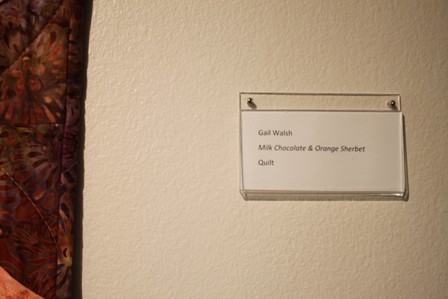 Gail Walsh
Milk Chocolate & Orange Sherbet
Quilt